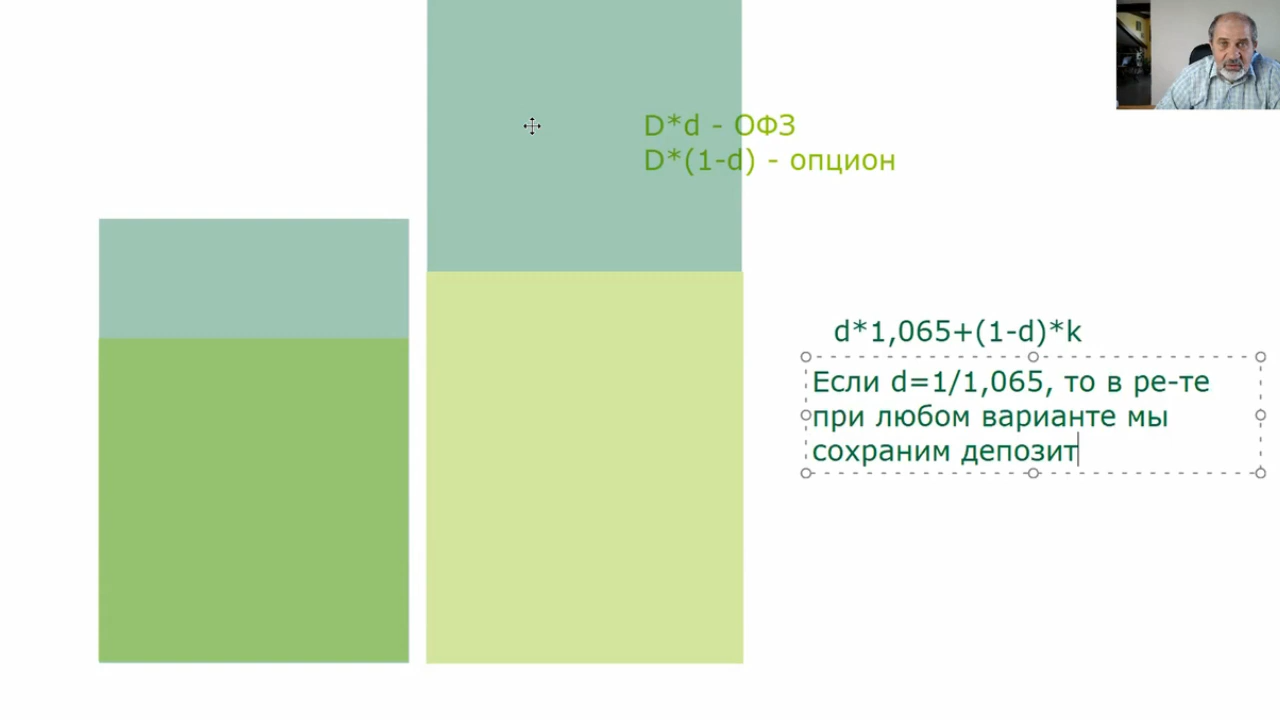 D*d - ОФЗ
D*(1-d) - опцион
d*1,065+(1-d)*k
Если d=1/1,065, то в ре-те
при любом варианте мы
сохраним депозит